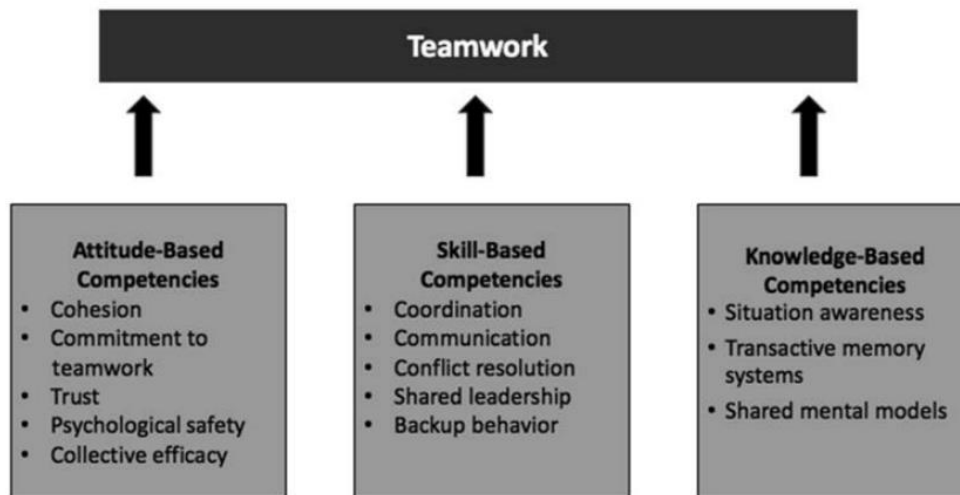 Teamwork
Attitude-Based
Competencies
• Cohesion
• Commitment to
teamwork
• Trust
• Psychological safety
• Collective efficacy
Skill-Based
Competencies
• Coordination
• Communication
• Conflict resolution
• Shared leadership
• Backup behavior
Knowledge-Based
Competencies
• Situation awareness
• Transactive memory
systems
• Shared mental models